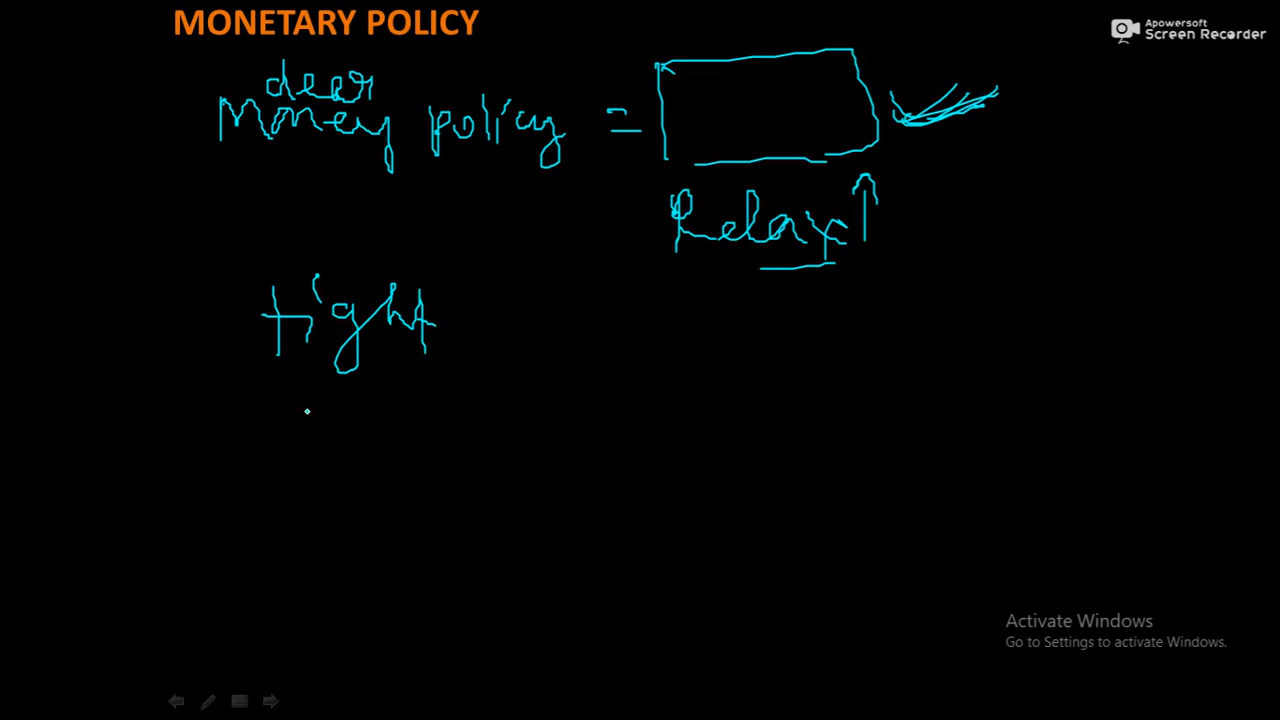 MONETARY POLICY
Apowersoft
Screen Recorder
dear
Money policy =
Relax ↑
tight
Activate Windows
Go to Settings to activate Windows.